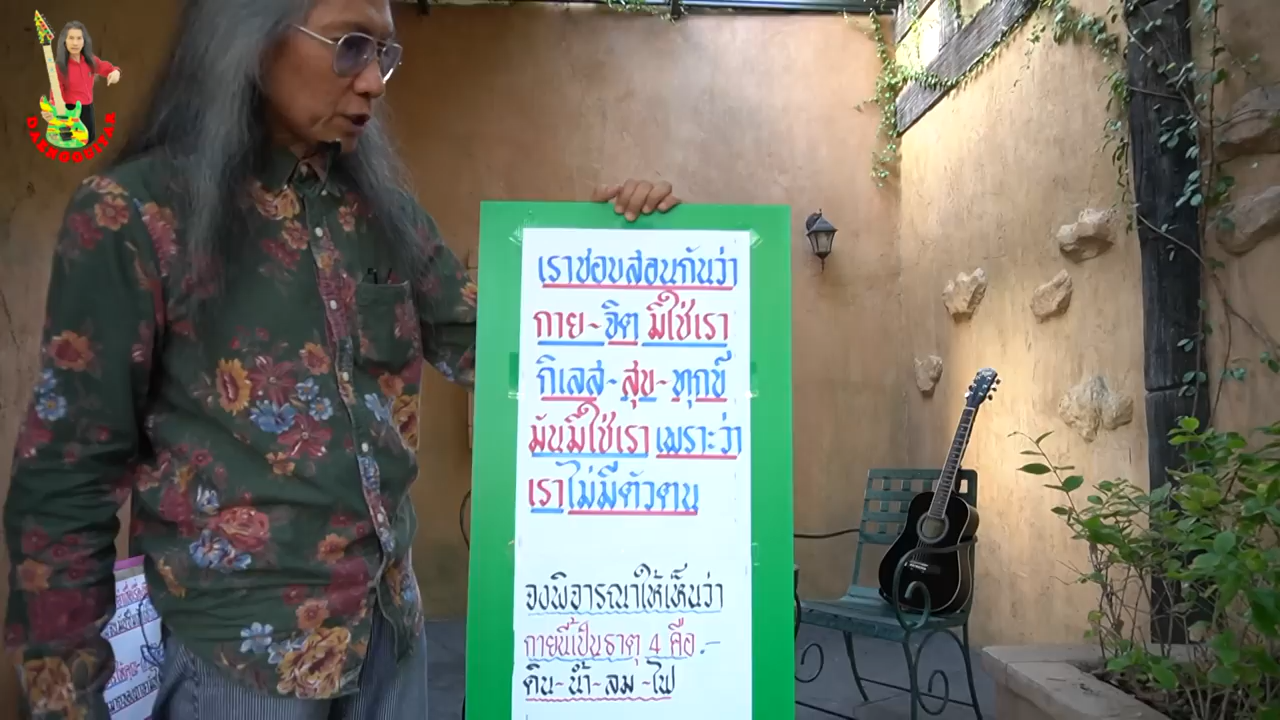 DAENGGUITAR
เราชอบสอนกันว่า
กาย-จิต มิใช่เรา
กิเลส-สุข-ทุกข์
มันมิใช่เรา เพราะว่า
เราไม่มีตัวตน
จงพิจารณาให้เห็นว่า
กายนี้เป็นธาตุ 4 คือ.-
ดิน-น้ำ-ลม-ไฟ